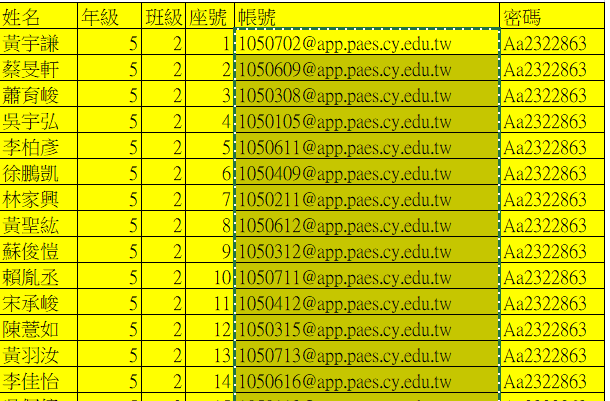 姓名 年級 班級 座號 帳號 密碼
黃宇謙 5 2 1 1050702@app.paes.cy.edu.tw Aa2322863
蔡旻軒 5 2 2 1050609@app.paes.cy.edu.tw Aa2322863
蕭育峻 5 2 3 1050308@app.paes.cy.edu.tw Aa2322863
吳宇弘 5 2 4 1050105@app.paes.cy.edu.tw Aa2322863
李柏彥 5 2 5 1050611@app.paes.cy.edu.tw Aa2322863
徐鵬凱 5 2 6 1050409@app.paes.cy.edu.tw Aa2322863
林家興 5 2 7 1050211@app.paes.cy.edu.tw Aa2322863
黃聖紘 5 2 8 1050612@app.paes.cy.edu.tw Aa2322863
蘇俊愷 5 2 9 1050312@app.paes.cy.edu.tw Aa2322863
賴胤丞 5 2 10 1050711@app.paes.cy.edu.tw Aa2322863
宋承峻 5 2 11 1050412@app.paes.cy.edu.tw Aa2322863
陳薏如 5 2 12 1050315@app.paes.cy.edu.tw Aa2322863
黃羽汝 5 2 13 1050713@app.paes.cy.edu.tw Aa2322863
李佳怡 5 2 14 1050616@app.paes.cy.edu.tw Aa2322863